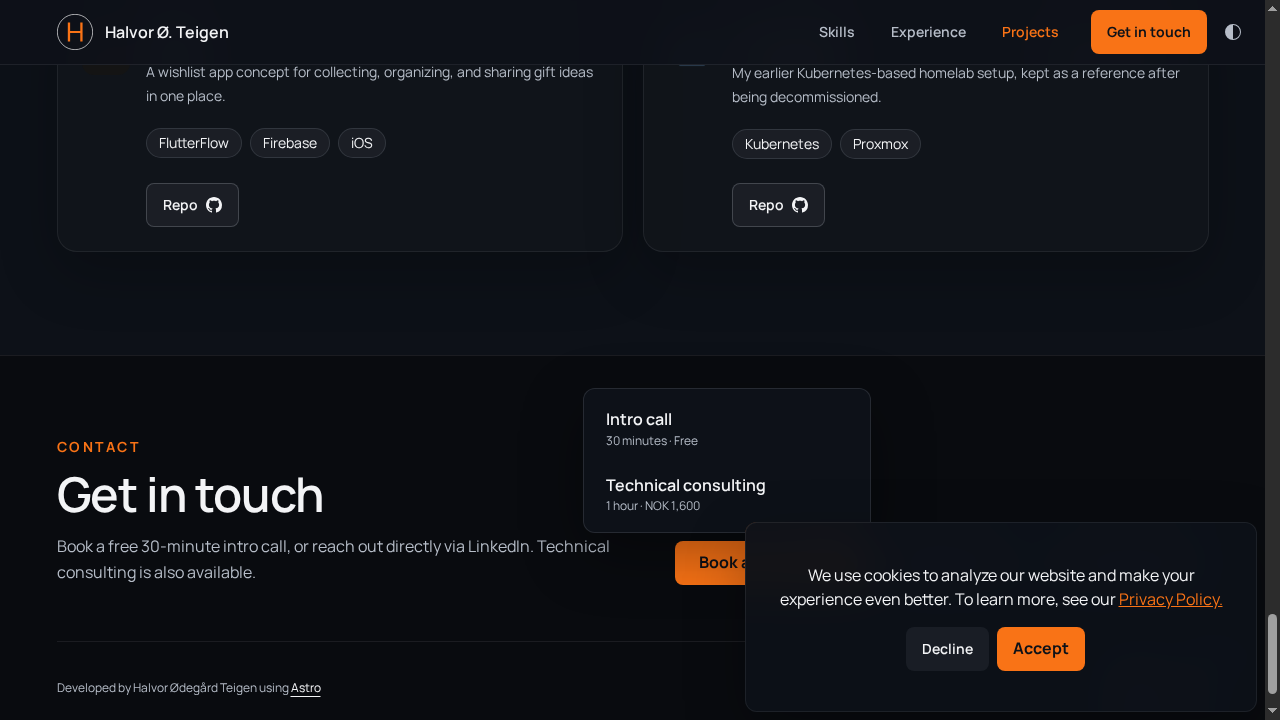 H Halvor Ø. Teigen
Skills Experience Projects Get in touch
A wishlist app concept for collecting, organizing, and sharing gift ideas
in one place.
FlutterFlow Firebase iOS
Repo
My earlier Kubernetes-based homelab setup, kept as a reference after
being decommissioned.
Kubernetes Proxmox
Repo
Intro call
30 minutes · Free
Technical consulting
1 hour · NOK 1,600
CONTACT
Get in touch
Book a free 30-minute intro call, or reach out directly via LinkedIn. Technical
consulting is also available.
Book a
We use cookies to analyze our website and make your
experience even better. To learn more, see our Privacy Policy.
Decline Accept
Developed by Halvor Ødegård Teigen using Astro